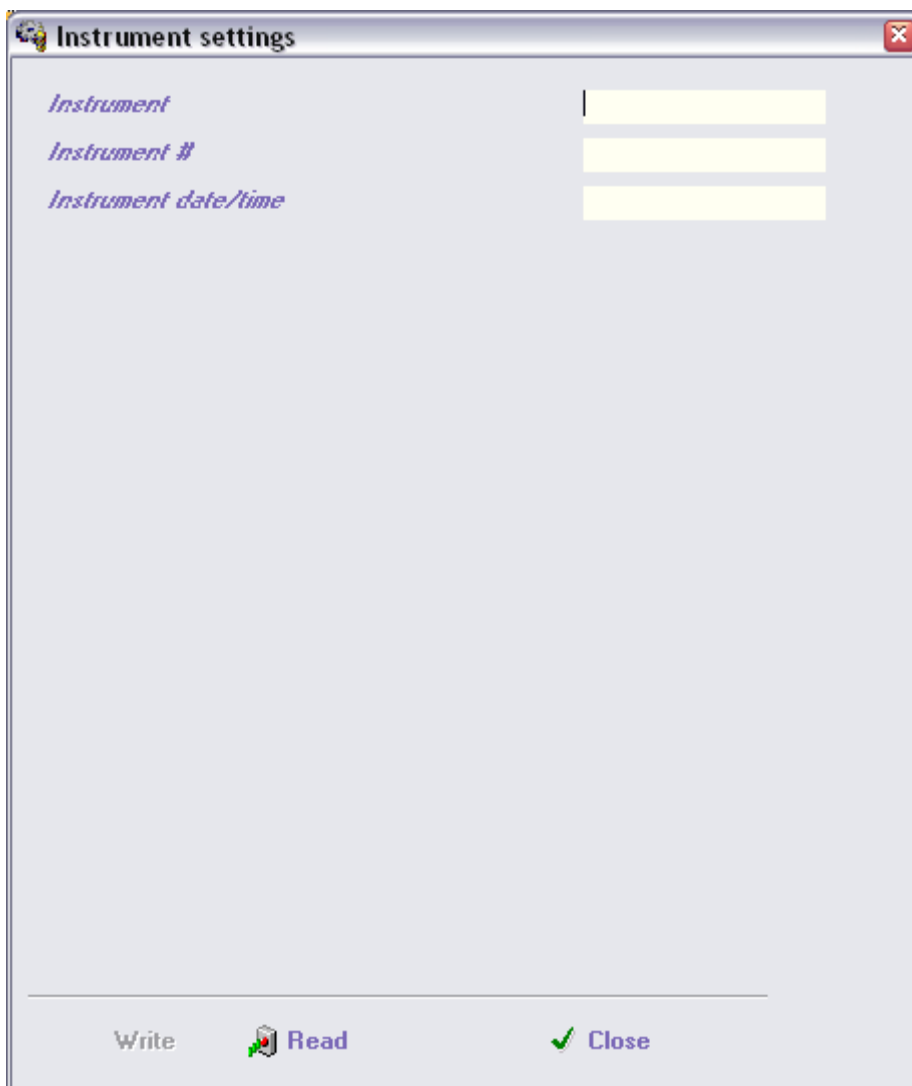 Instrument settings
Instrument
Instrument #
Instrument date/time
Write Read Close